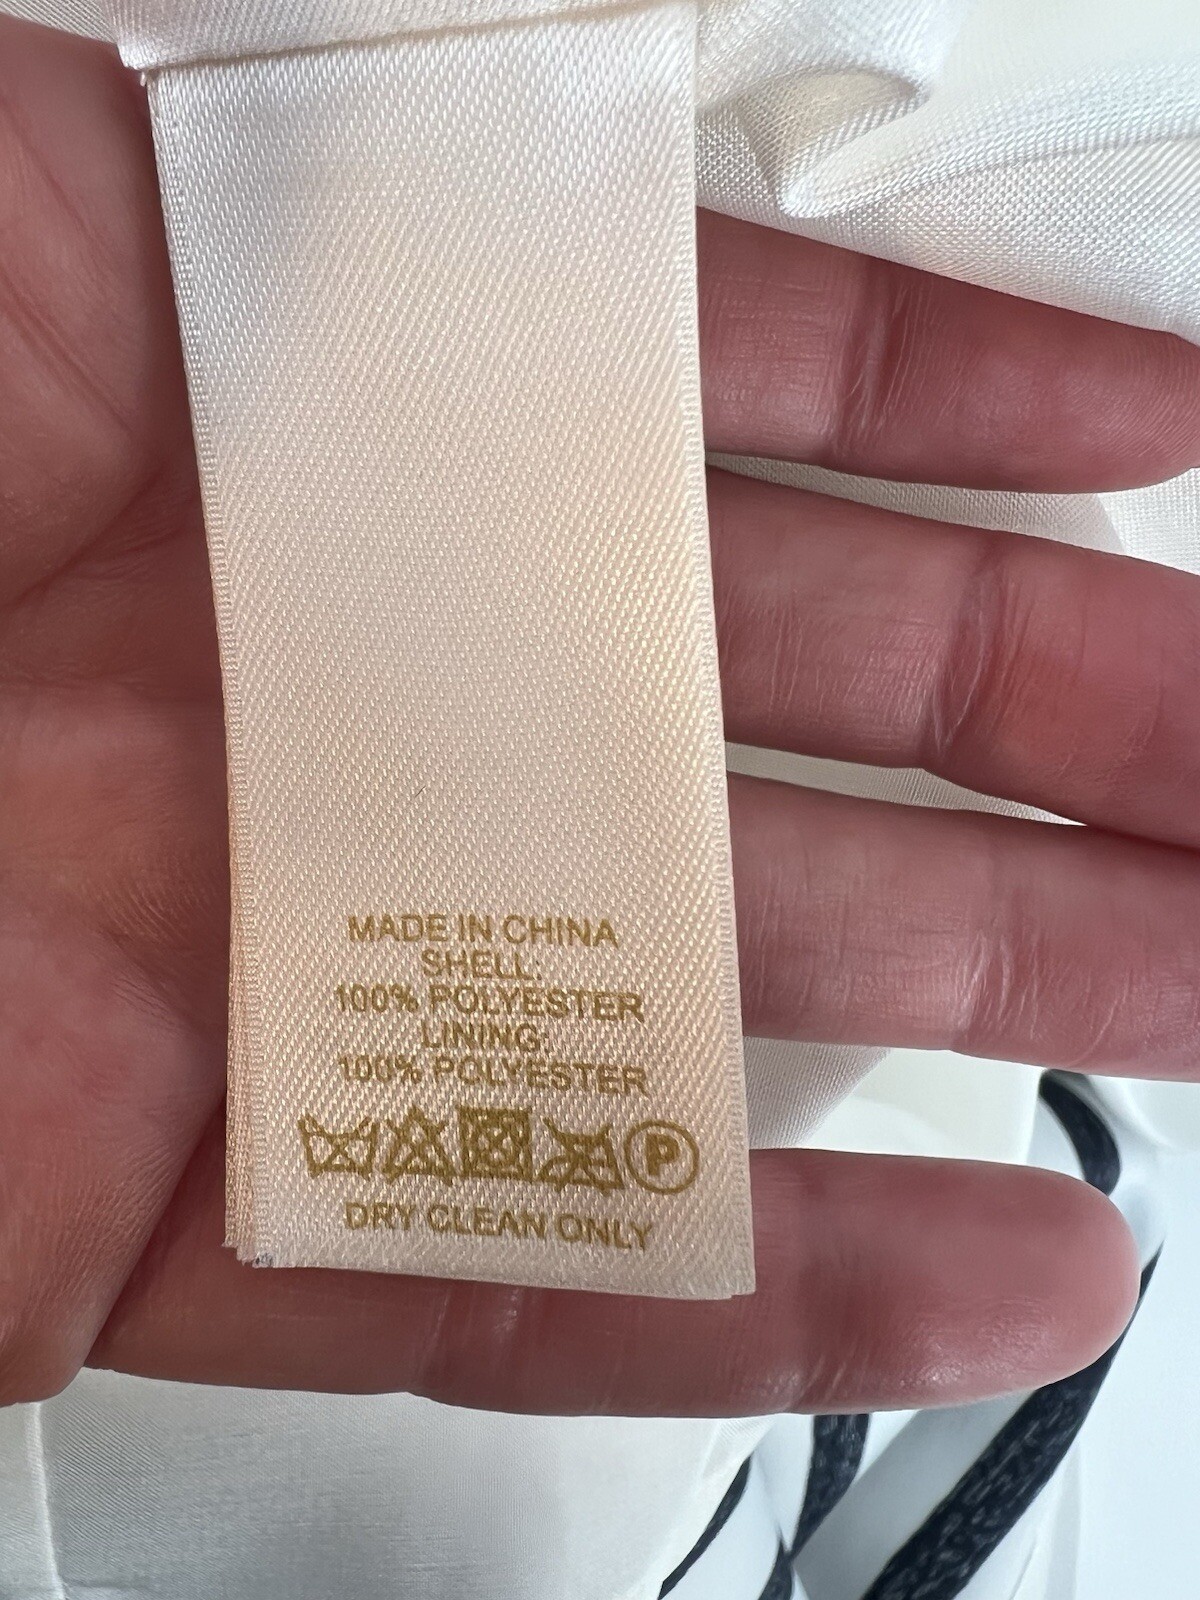 MADE IN CHINA
SHELL:
100% POLYESTER
LINING:
100% POLYESTER
P
DRY CLEAN ONLY